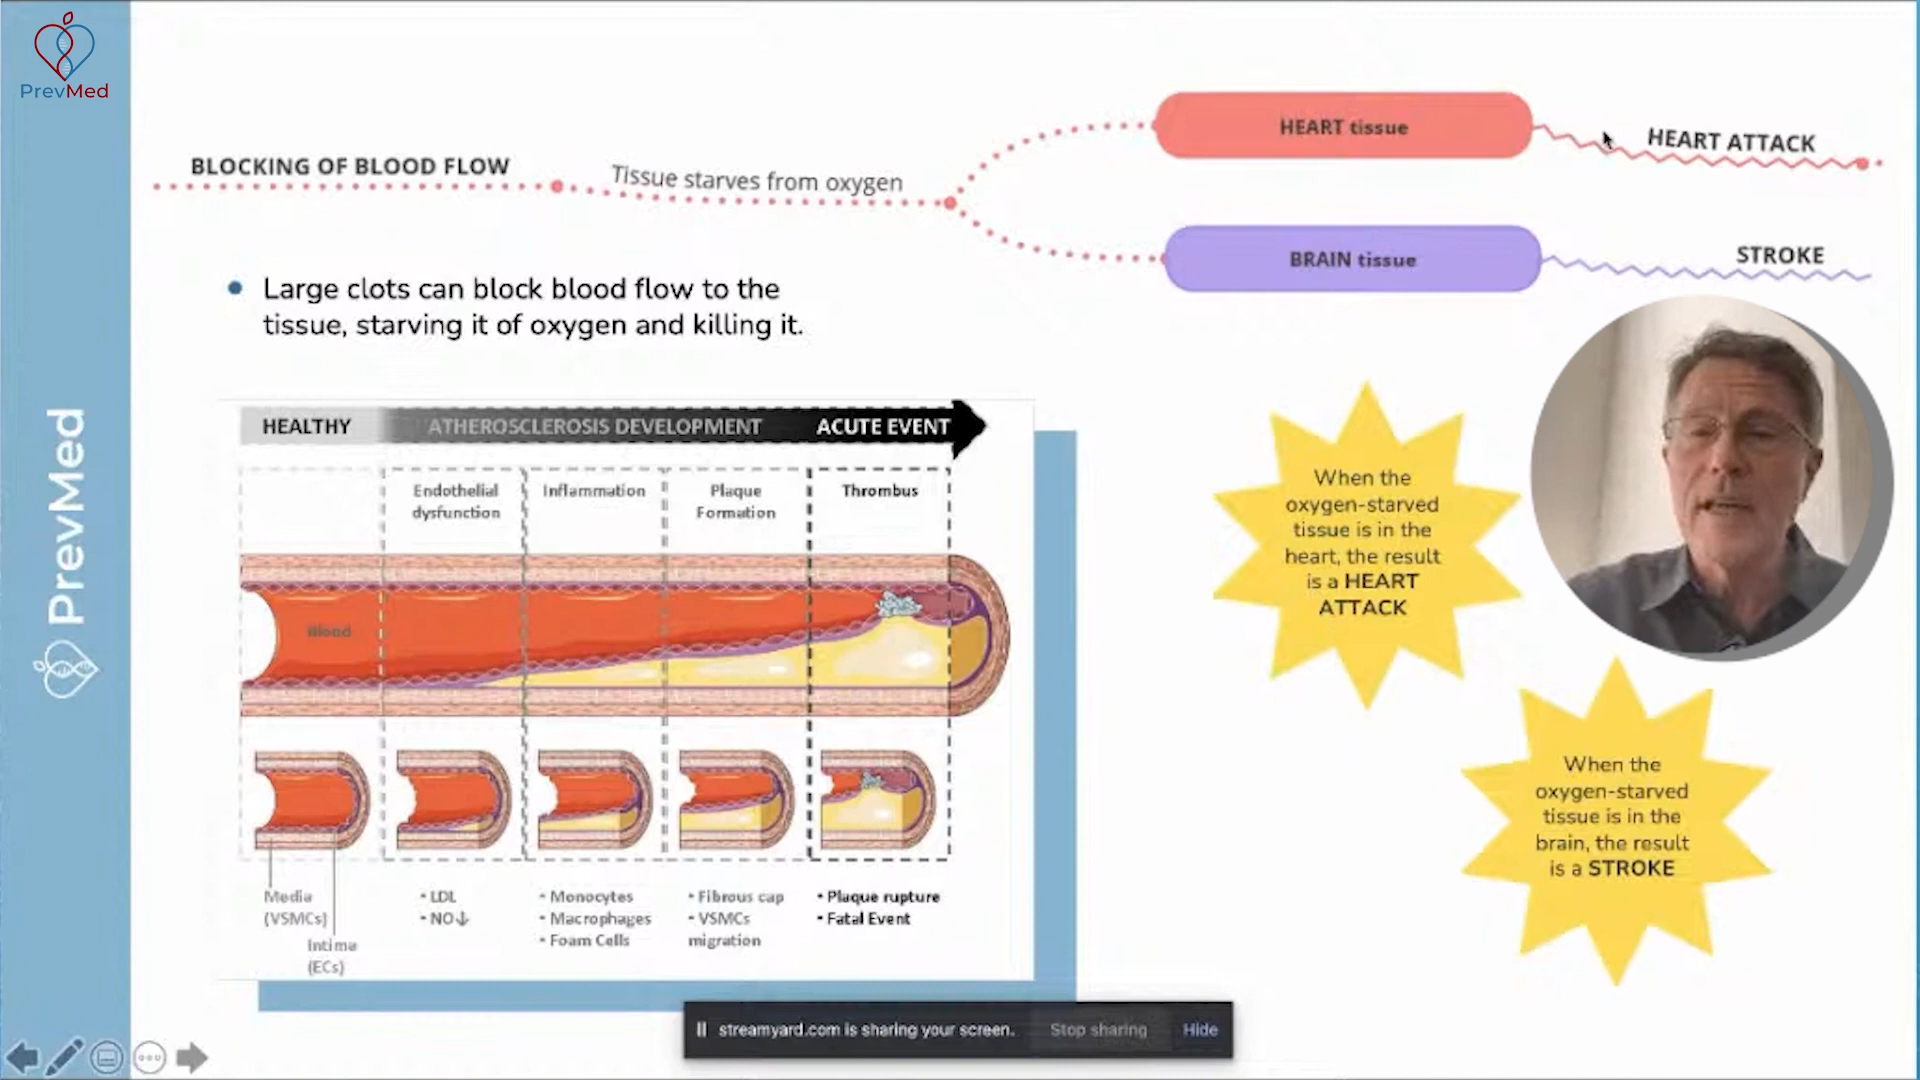 PrevMed
BLOCKING OF BLOOD FLOW
Tissue starves from oxygen
HEART tissue
HEART ATTACK
BRAIN tissue
STROKE
• Large clots can block blood flow to the
tissue, starving it of oxygen and killing it.
HEALTHY
ATHEROSCLEROSIS DEVELOPMENT
ACUTE EVENT
Endothelial
dysfunction
Inflammation
Plaque
Formation
Thrombus
Blood
Media
(VSMCs)
Intima
(ECs)
• LDL
• NO↓
• Monocytes
• Macrophages
• Foam Cells
• Fibrous cap
• VSMCs
migration
• Plaque rupture
• Fatal Event
When the
oxygen-starved
tissue is in the
heart, the result
is a HEART
ATTACK
When the
oxygen-starved
tissue is in the
brain, the result
is a STROKE
PrevMed
streamyard.com is sharing your screen.
Stop sharing
Hide